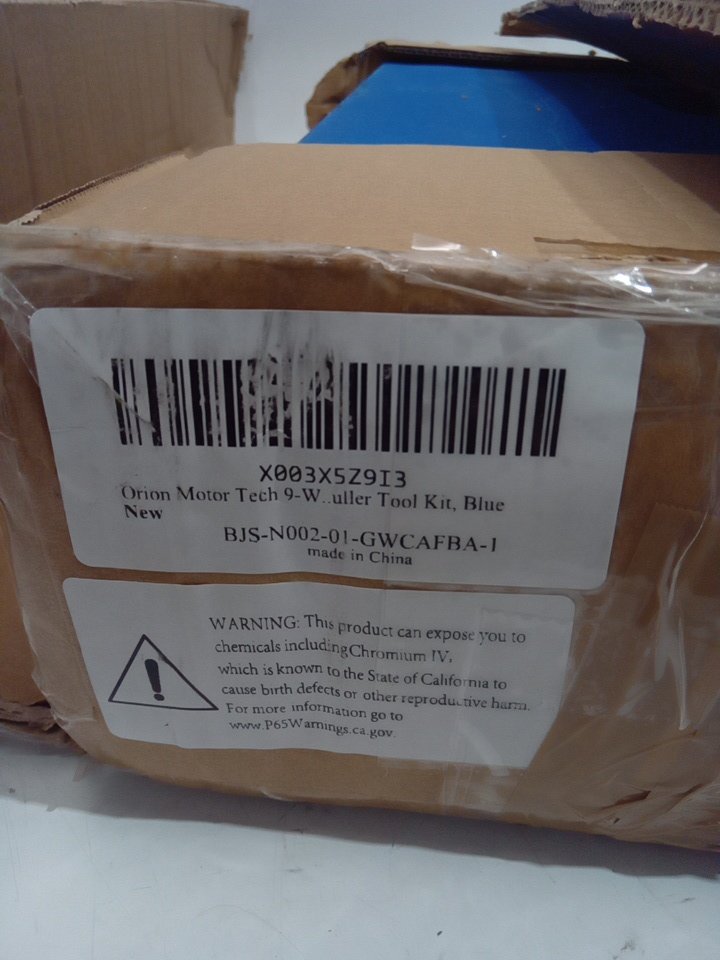 X003X5Z9I3
Orion Motor Tech 9-W..uller Tool Kit, Blue
New
BJS-N002-01-GWCAFBA-1
made in China
WARNING: This product can expose you to
chemicals includingChromium IV,
which is known to the State of California to
cause birth defects or other reproductive harm.
For more information go to
www.P65Warnings.ca.gov.